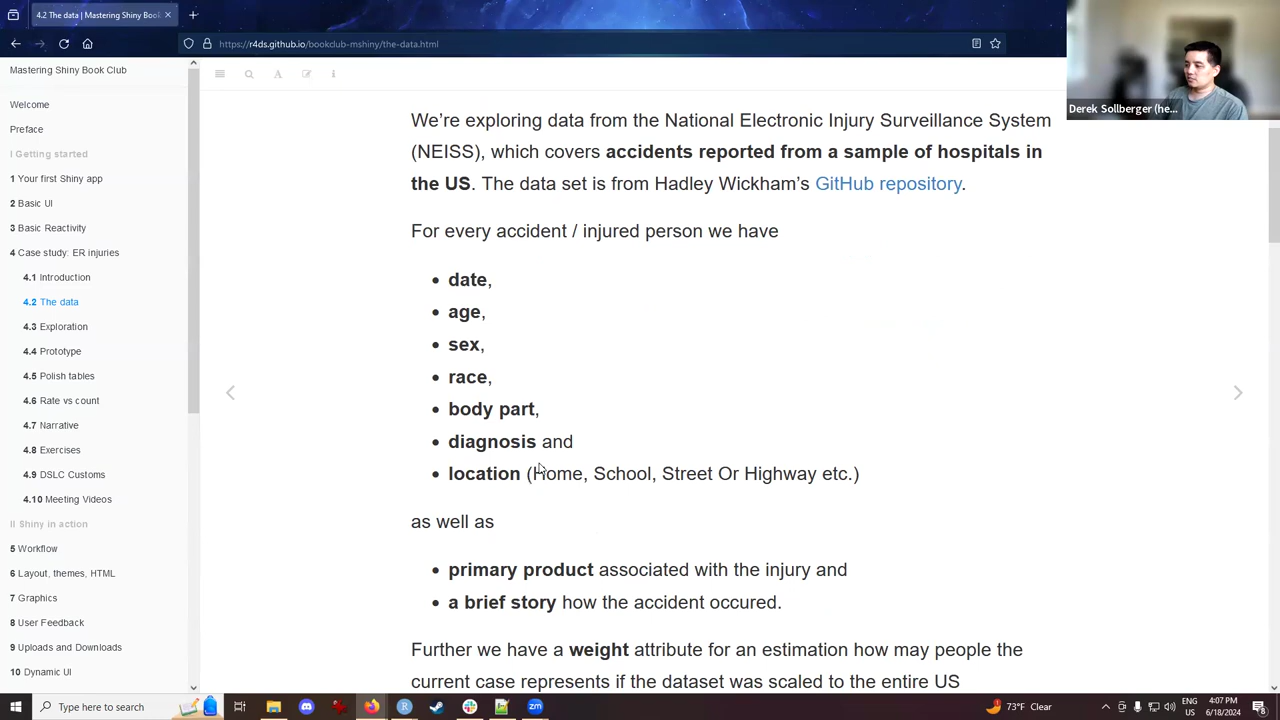 4.2 The data | Mastering Shiny Boo
https://r4ds.github.io/bookclub-mshiny/the-data.html
Derek Sollberger (he...
Mastering Shiny Book Club
Welcome
Preface
I Getting started
1 Your first Shiny app
2 Basic UI
3 Basic Reactivity
4 Case study: ER injuries
4.1 Introduction
4.2 The data
4.3 Exploration
4.4 Prototype
4.5 Polish tables
4.6 Rate vs count
4.7 Narrative
4.8 Exercises
4.9 DSLC Customs
4.10 Meeting Videos
II Shiny in action
5 Workflow
6 Layout, themes, HTML
7 Graphics
8 User Feedback
9 Uploads and Downloads
10 Dynamic UI
We're exploring data from the National Electronic Injury Surveillance System
(NEISS), which covers accidents reported from a sample of hospitals in
the US. The data set is from Hadley Wickham's GitHub repository.
For every accident / injured person we have
• date,
• age,
• sex,
• race,
• body part,
• diagnosis and
• location (Home, School, Street Or Highway etc.)
as well as
• primary product associated with the injury and
• a brief story how the accident occured.
Further we have a weight attribute for an estimation how may people the
current case represents if the dataset was scaled to the entire US
Type here to search
zm
73°F Clear
ENG
US
4:07 PM
6/18/2024
8